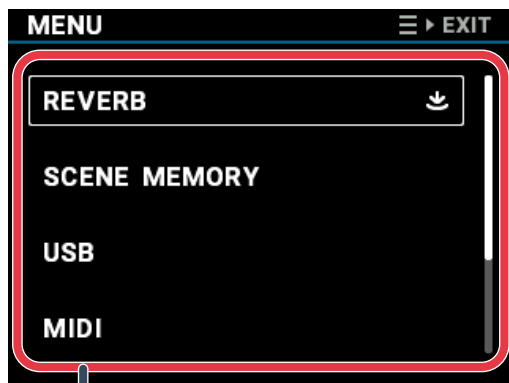 MENU ☰ ▸ EXIT
REVERB
SCENE MEMORY
USB
MIDI